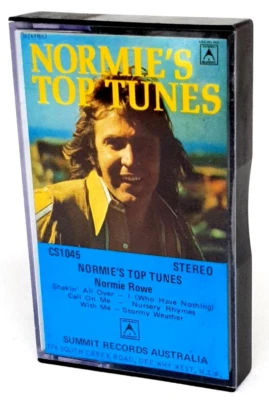 STEREO
NORMIE'S
TOP TUNES
CS1045
STEREO
NORMIE'S TOP TUNES
Normie Rowe
Shakin' All Over – I (Who Have Nothing)
Call On Me – Nursery Rhymes
With Me – Stormy Weather
SUMMIT RECORDS AUSTRALIA